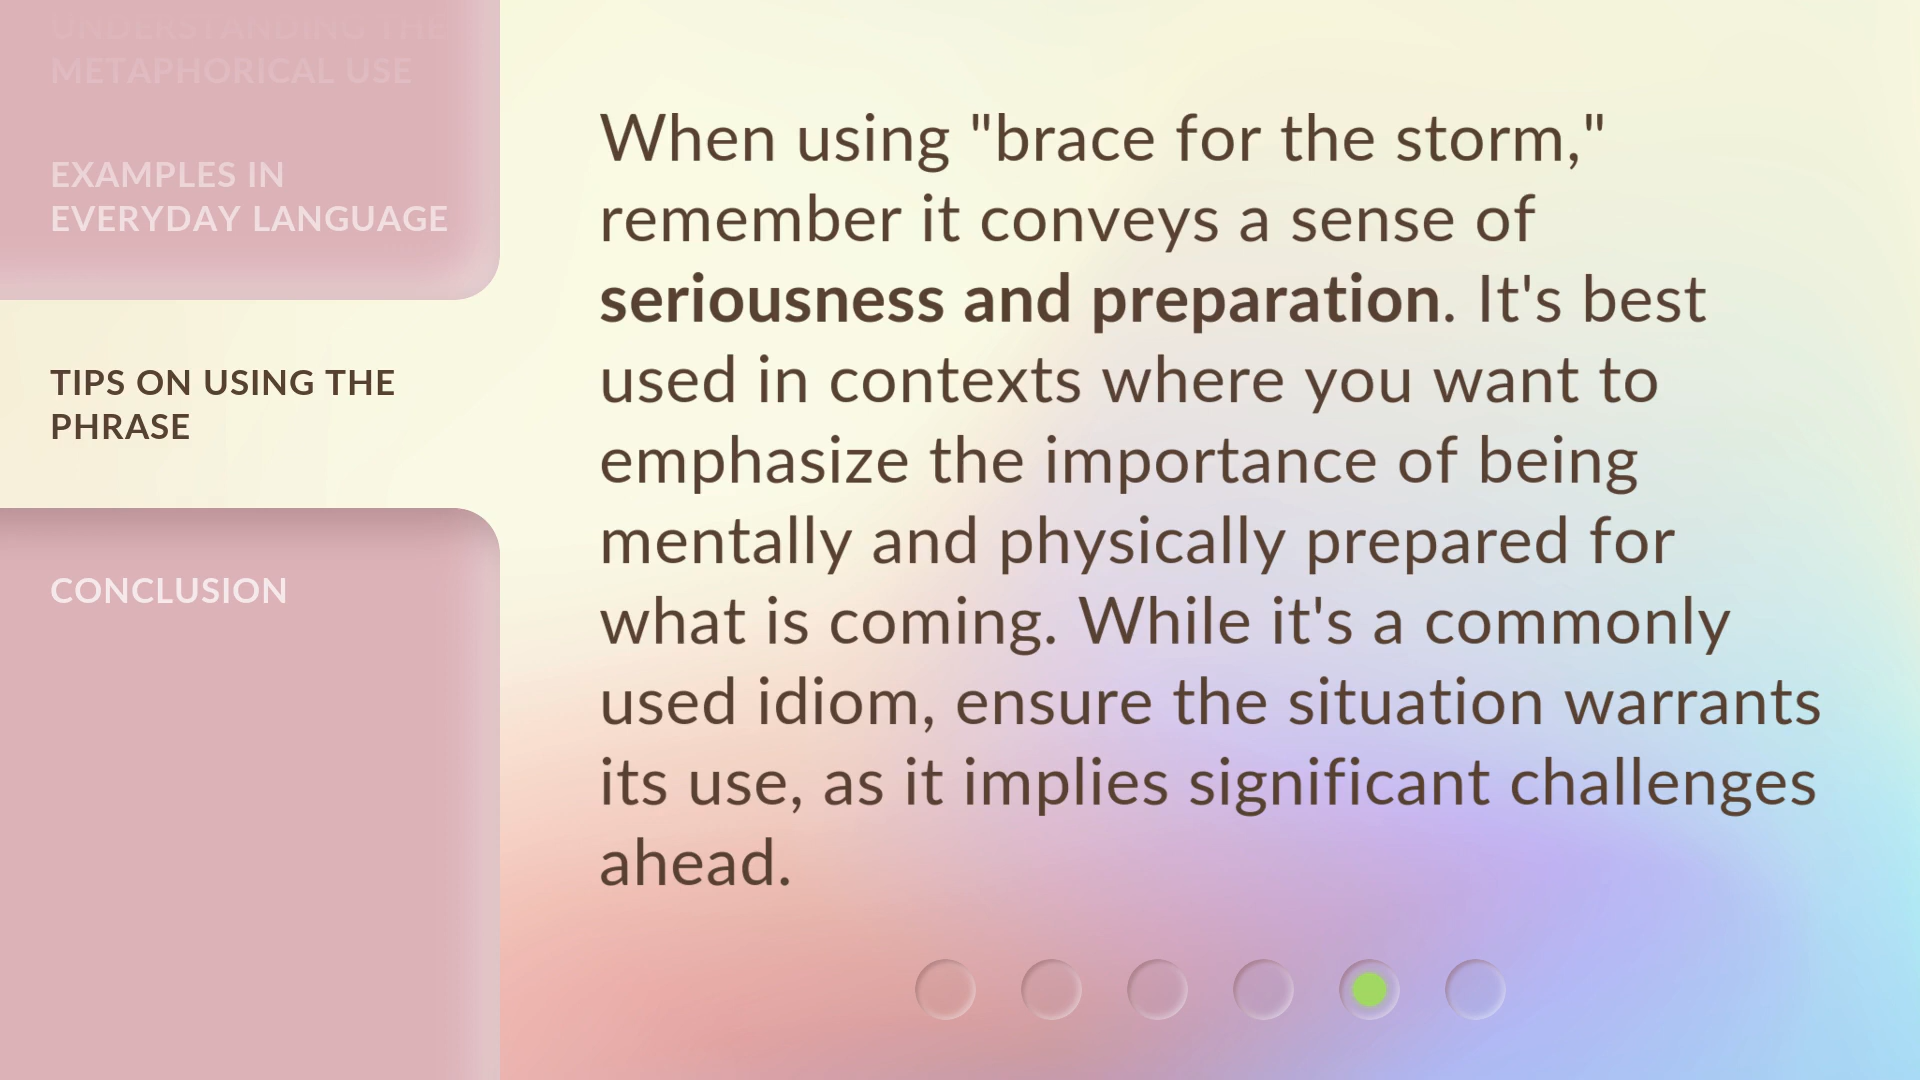 UNDERSTANDING THE
METAPHORICAL USE
EXAMPLES IN
EVERYDAY LANGUAGE
TIPS ON USING THE
PHRASE
CONCLUSION
When using "brace for the storm,"
remember it conveys a sense of
seriousness and preparation. It's best
used in contexts where you want to
emphasize the importance of being
mentally and physically prepared for
what is coming. While it's a commonly
used idiom, ensure the situation warrants
its use, as it implies significant challenges
ahead.